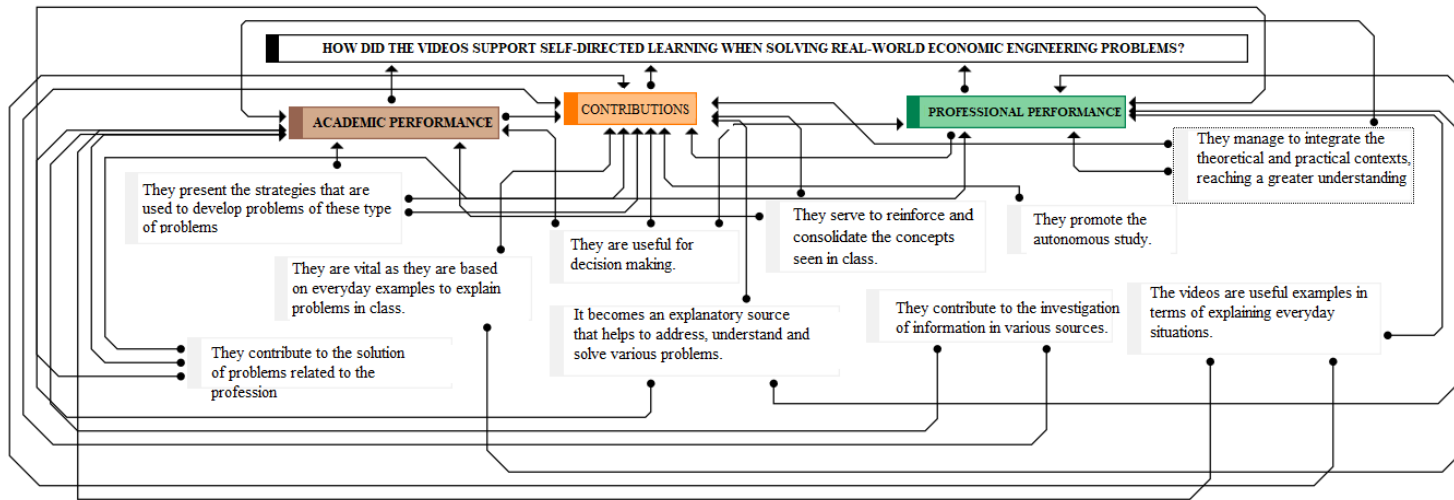 HOW DID THE VIDEOS SUPPORT SELF-DIRECTED LEARNING WHEN SOLVING REAL-WORLD ECONOMIC ENGINEERING PROBLEMS?
ACADEMIC PERFORMANCE
CONTRIBUTIONS
PROFESSIONAL PERFORMANCE
They manage to integrate the
theoretical and practical contexts,
reaching a greater understanding
They present the strategies that are
used to develop problems of these type
of problems
They are useful for
decision making.
They serve to reinforce and
consolidate the concepts
seen in class.
They promote the
autonomous study.
They are vital as they are based
on everyday examples to explain
problems in class.
It becomes an explanatory source
that helps to address, understand and
solve various problems.
They contribute to the investigation
of information in various sources.
The videos are useful examples in
terms of explaining everyday
situations.
They contribute to the solution
of problems related to the
profession